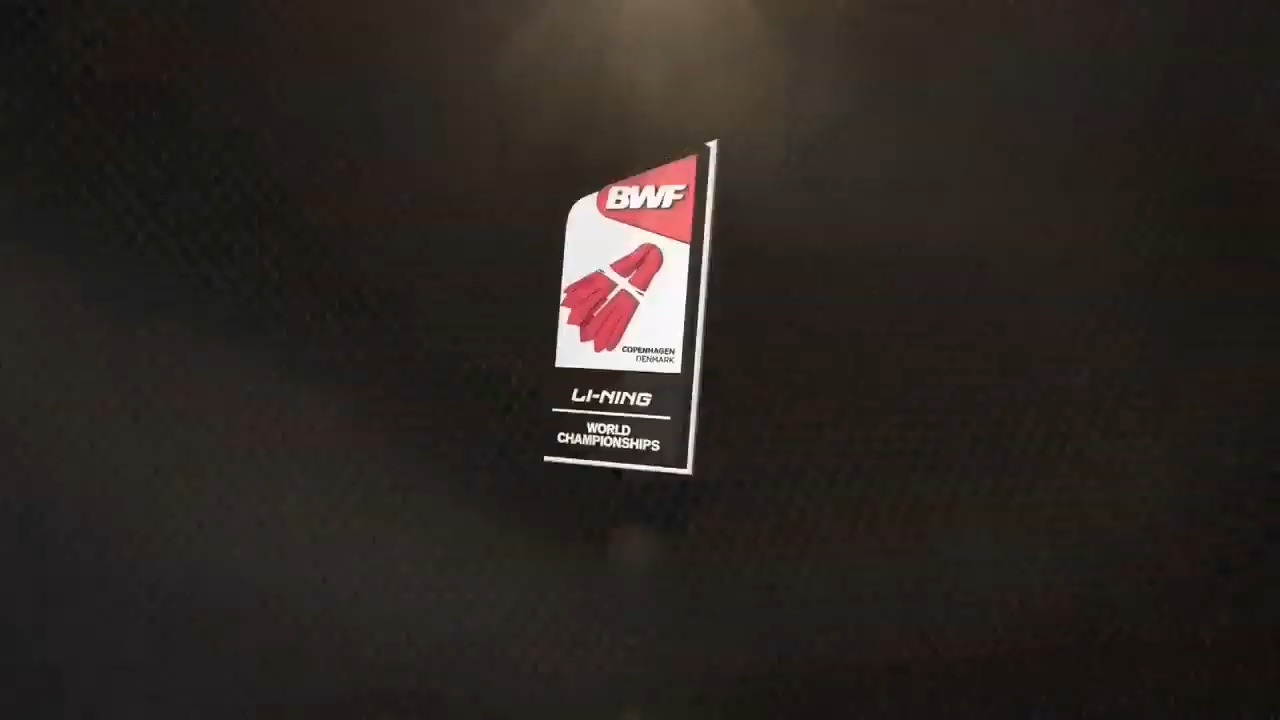 BWF
COPENHAGEN
DENMARK
LI-NING
WORLD
CHAMPIONSHIPS